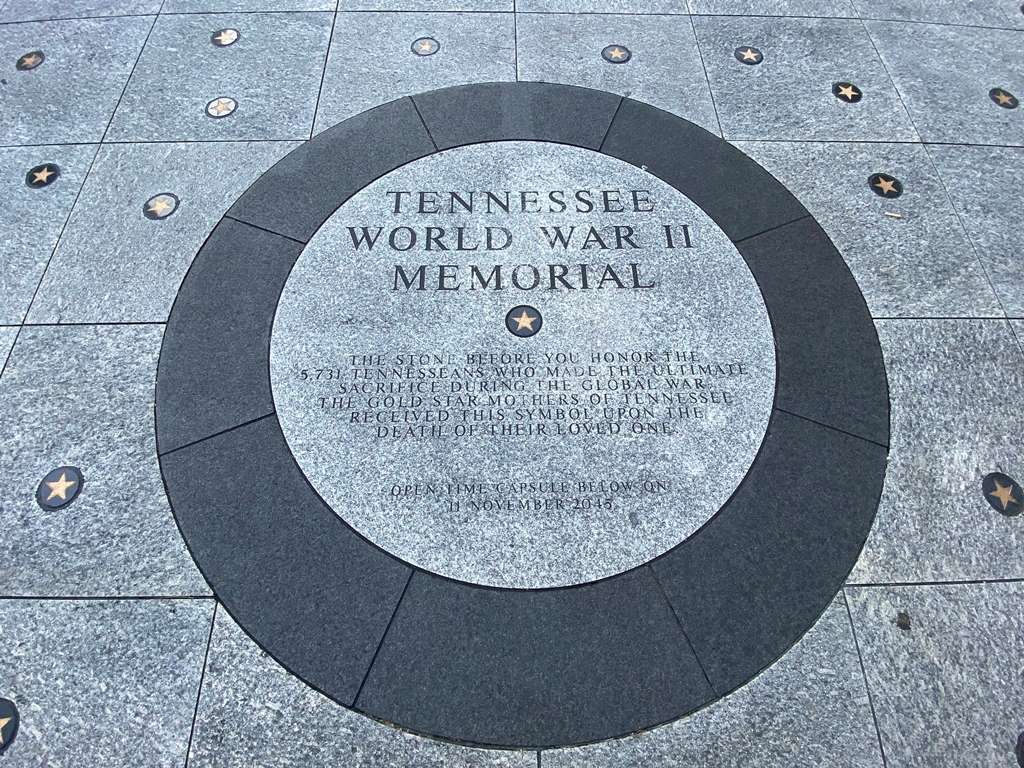 TENNESSEE
WORLD WAR II
MEMORIAL
THE STONE BEFORE YOU HONOR THE
5,731 TENNESSEANS WHO MADE THE ULTIMATE
SACRIFICE DURING THE GLOBAL WAR.
THE GOLD STAR MOTHERS OF TENNESSEE
RECEIVED THIS SYMBOL UPON THE
DEATH OF THEIR LOVED ONE.
OPEN TIME CAPSULE BELOW ON
11 NOVEMBER 2045